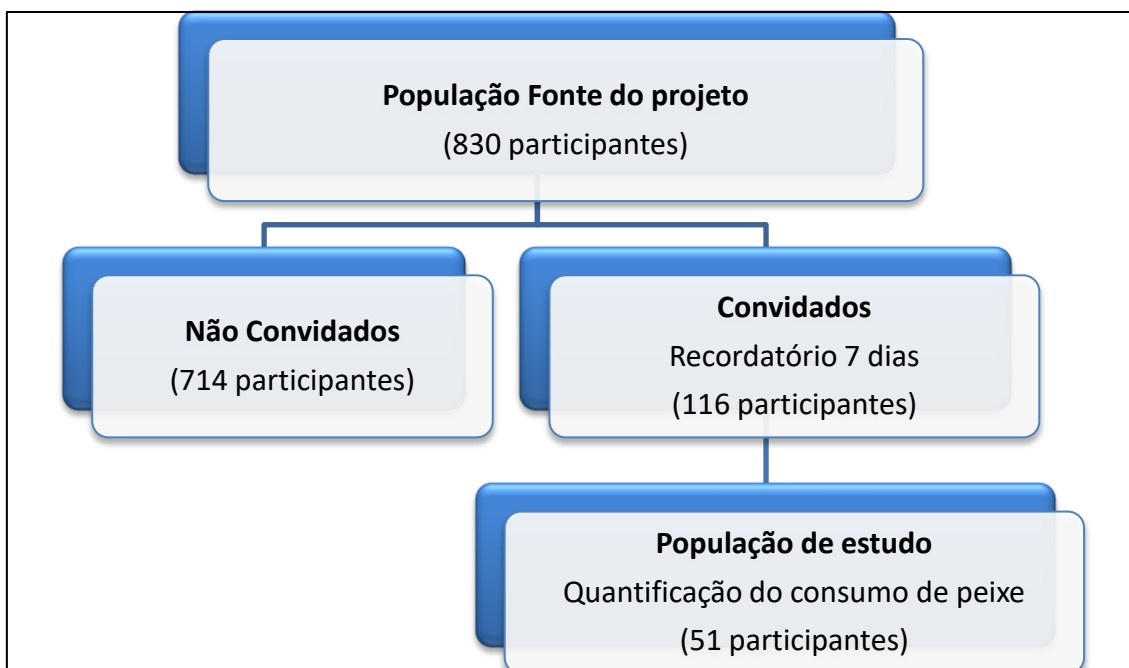 População Fonte do projeto
(830 participantes)
Não Convidados
(714 participantes)
Convidados
Recordatório 7 dias
(116 participantes)
População de estudo
Quantificação do consumo de peixe
(51 participantes)